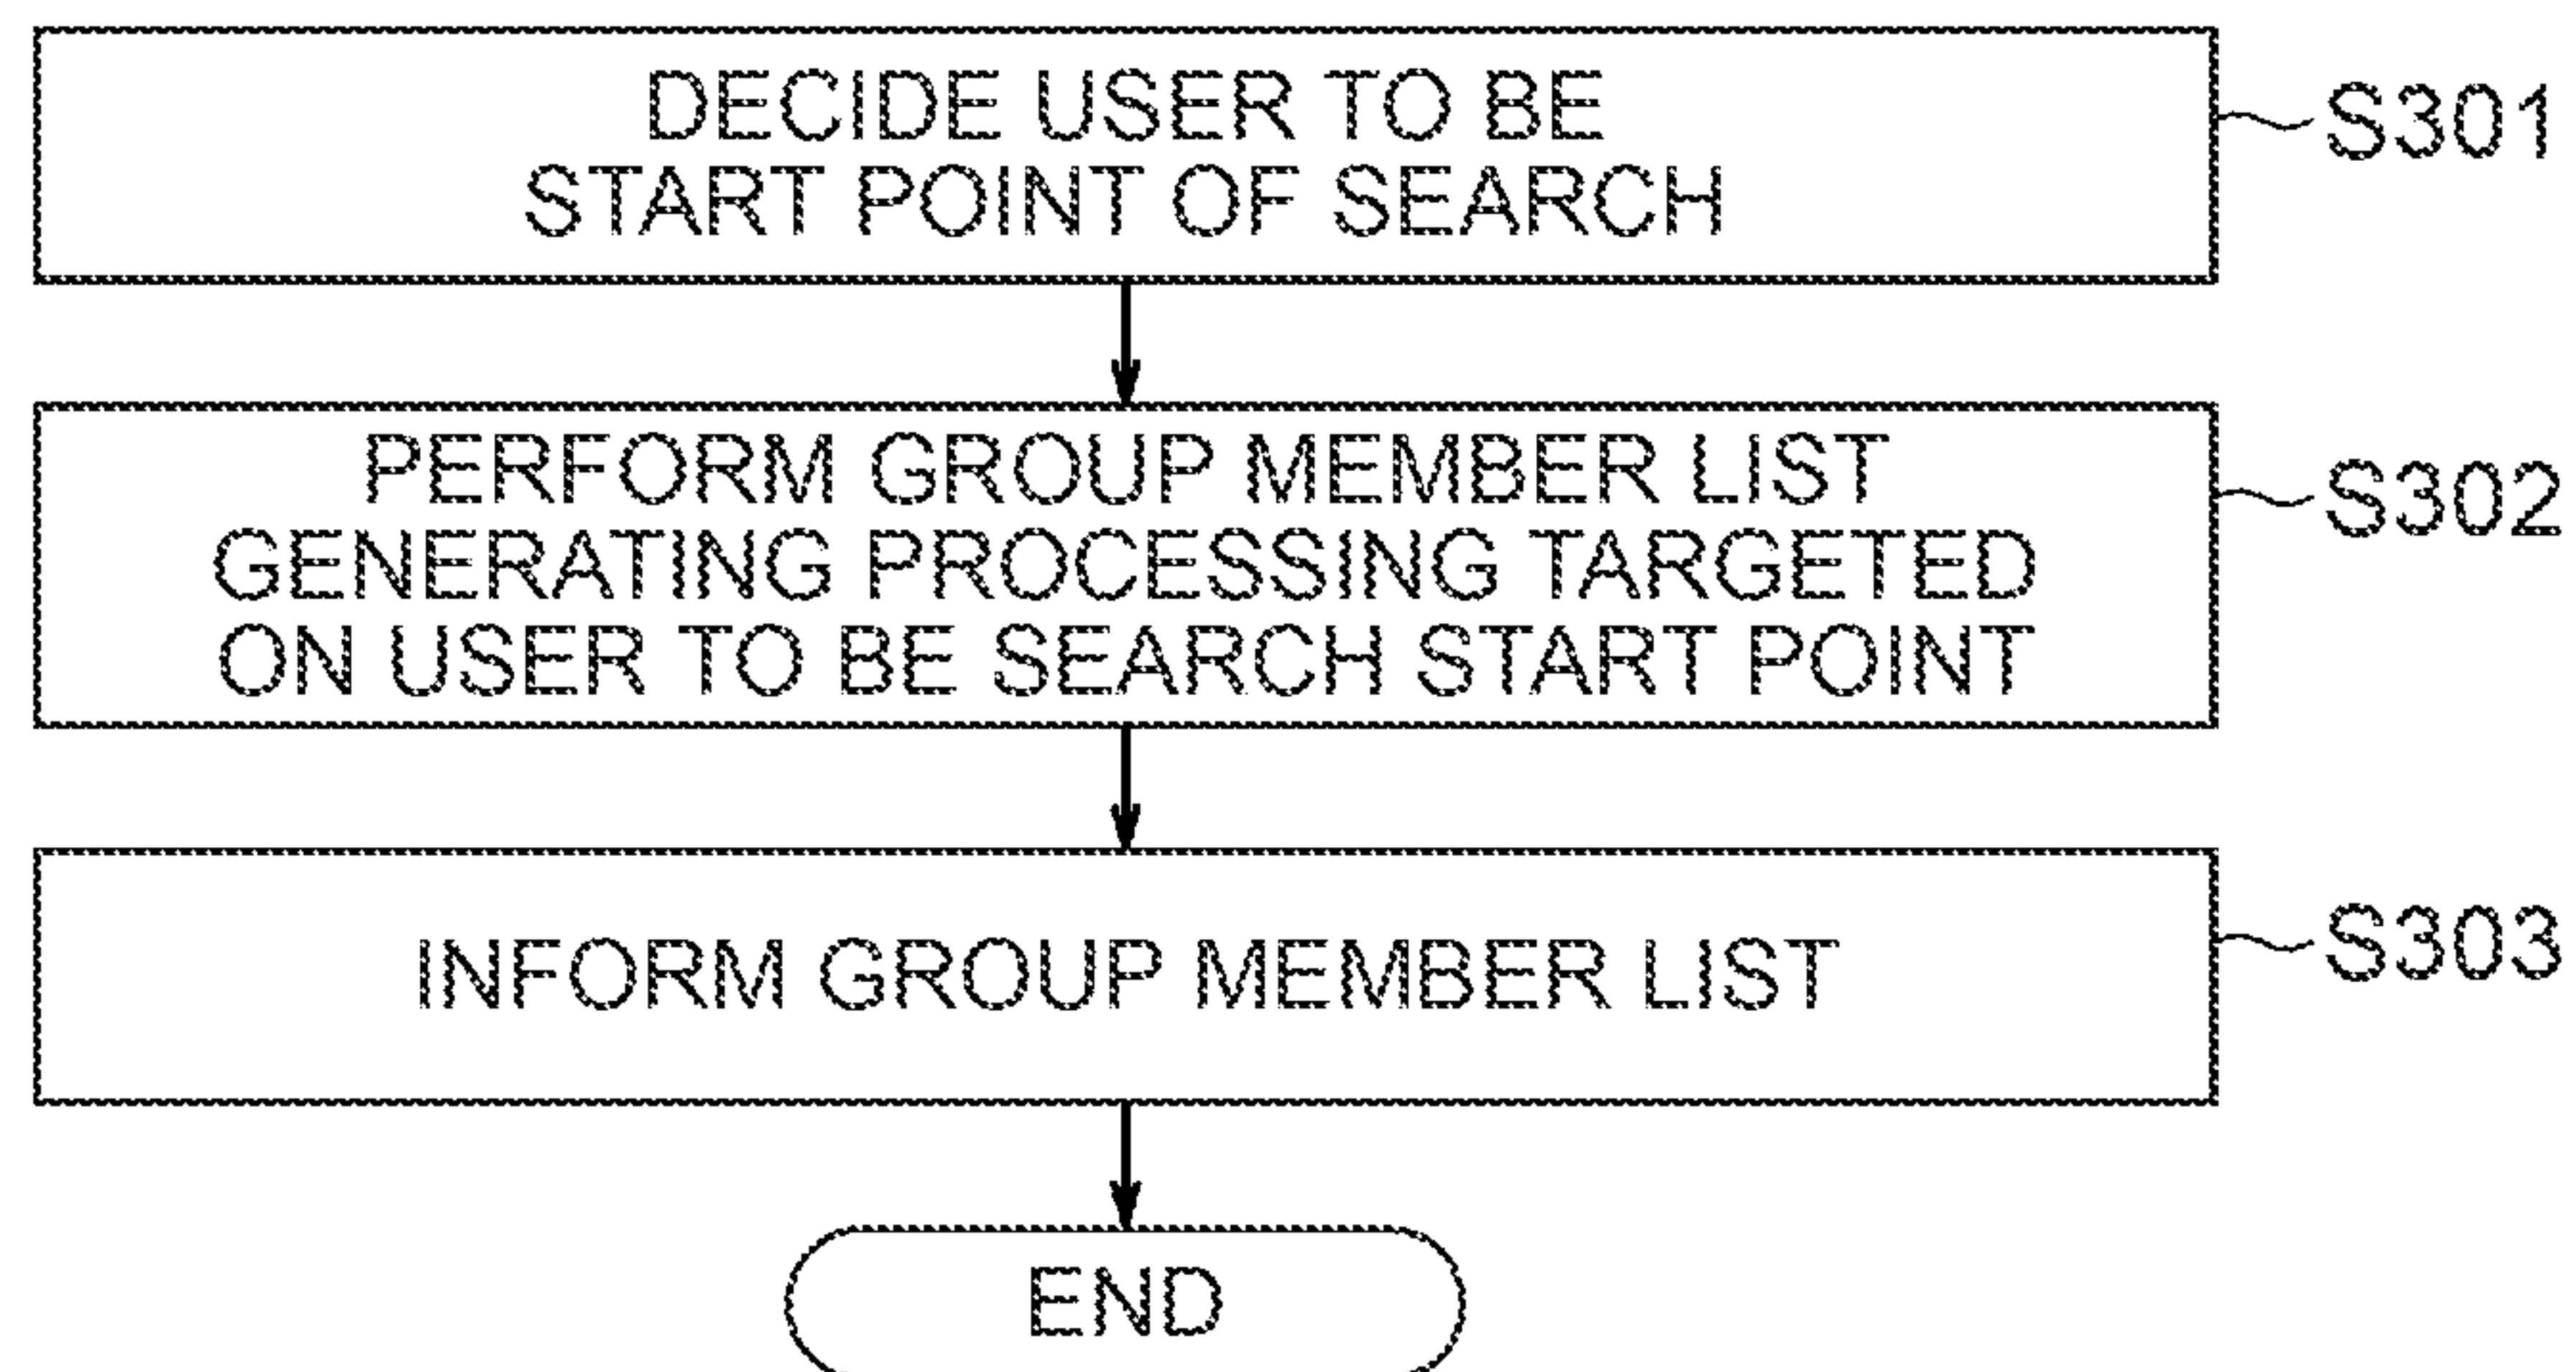 DECIDE USER TO BE
START POINT OF SEARCH
S301
PERFORM GROUP MEMBER LIST
GENERATING PROCESSING TARGETED
ON USER TO BE SEARCH START POINT
S302
INFORM GROUP MEMBER LIST
S303
END